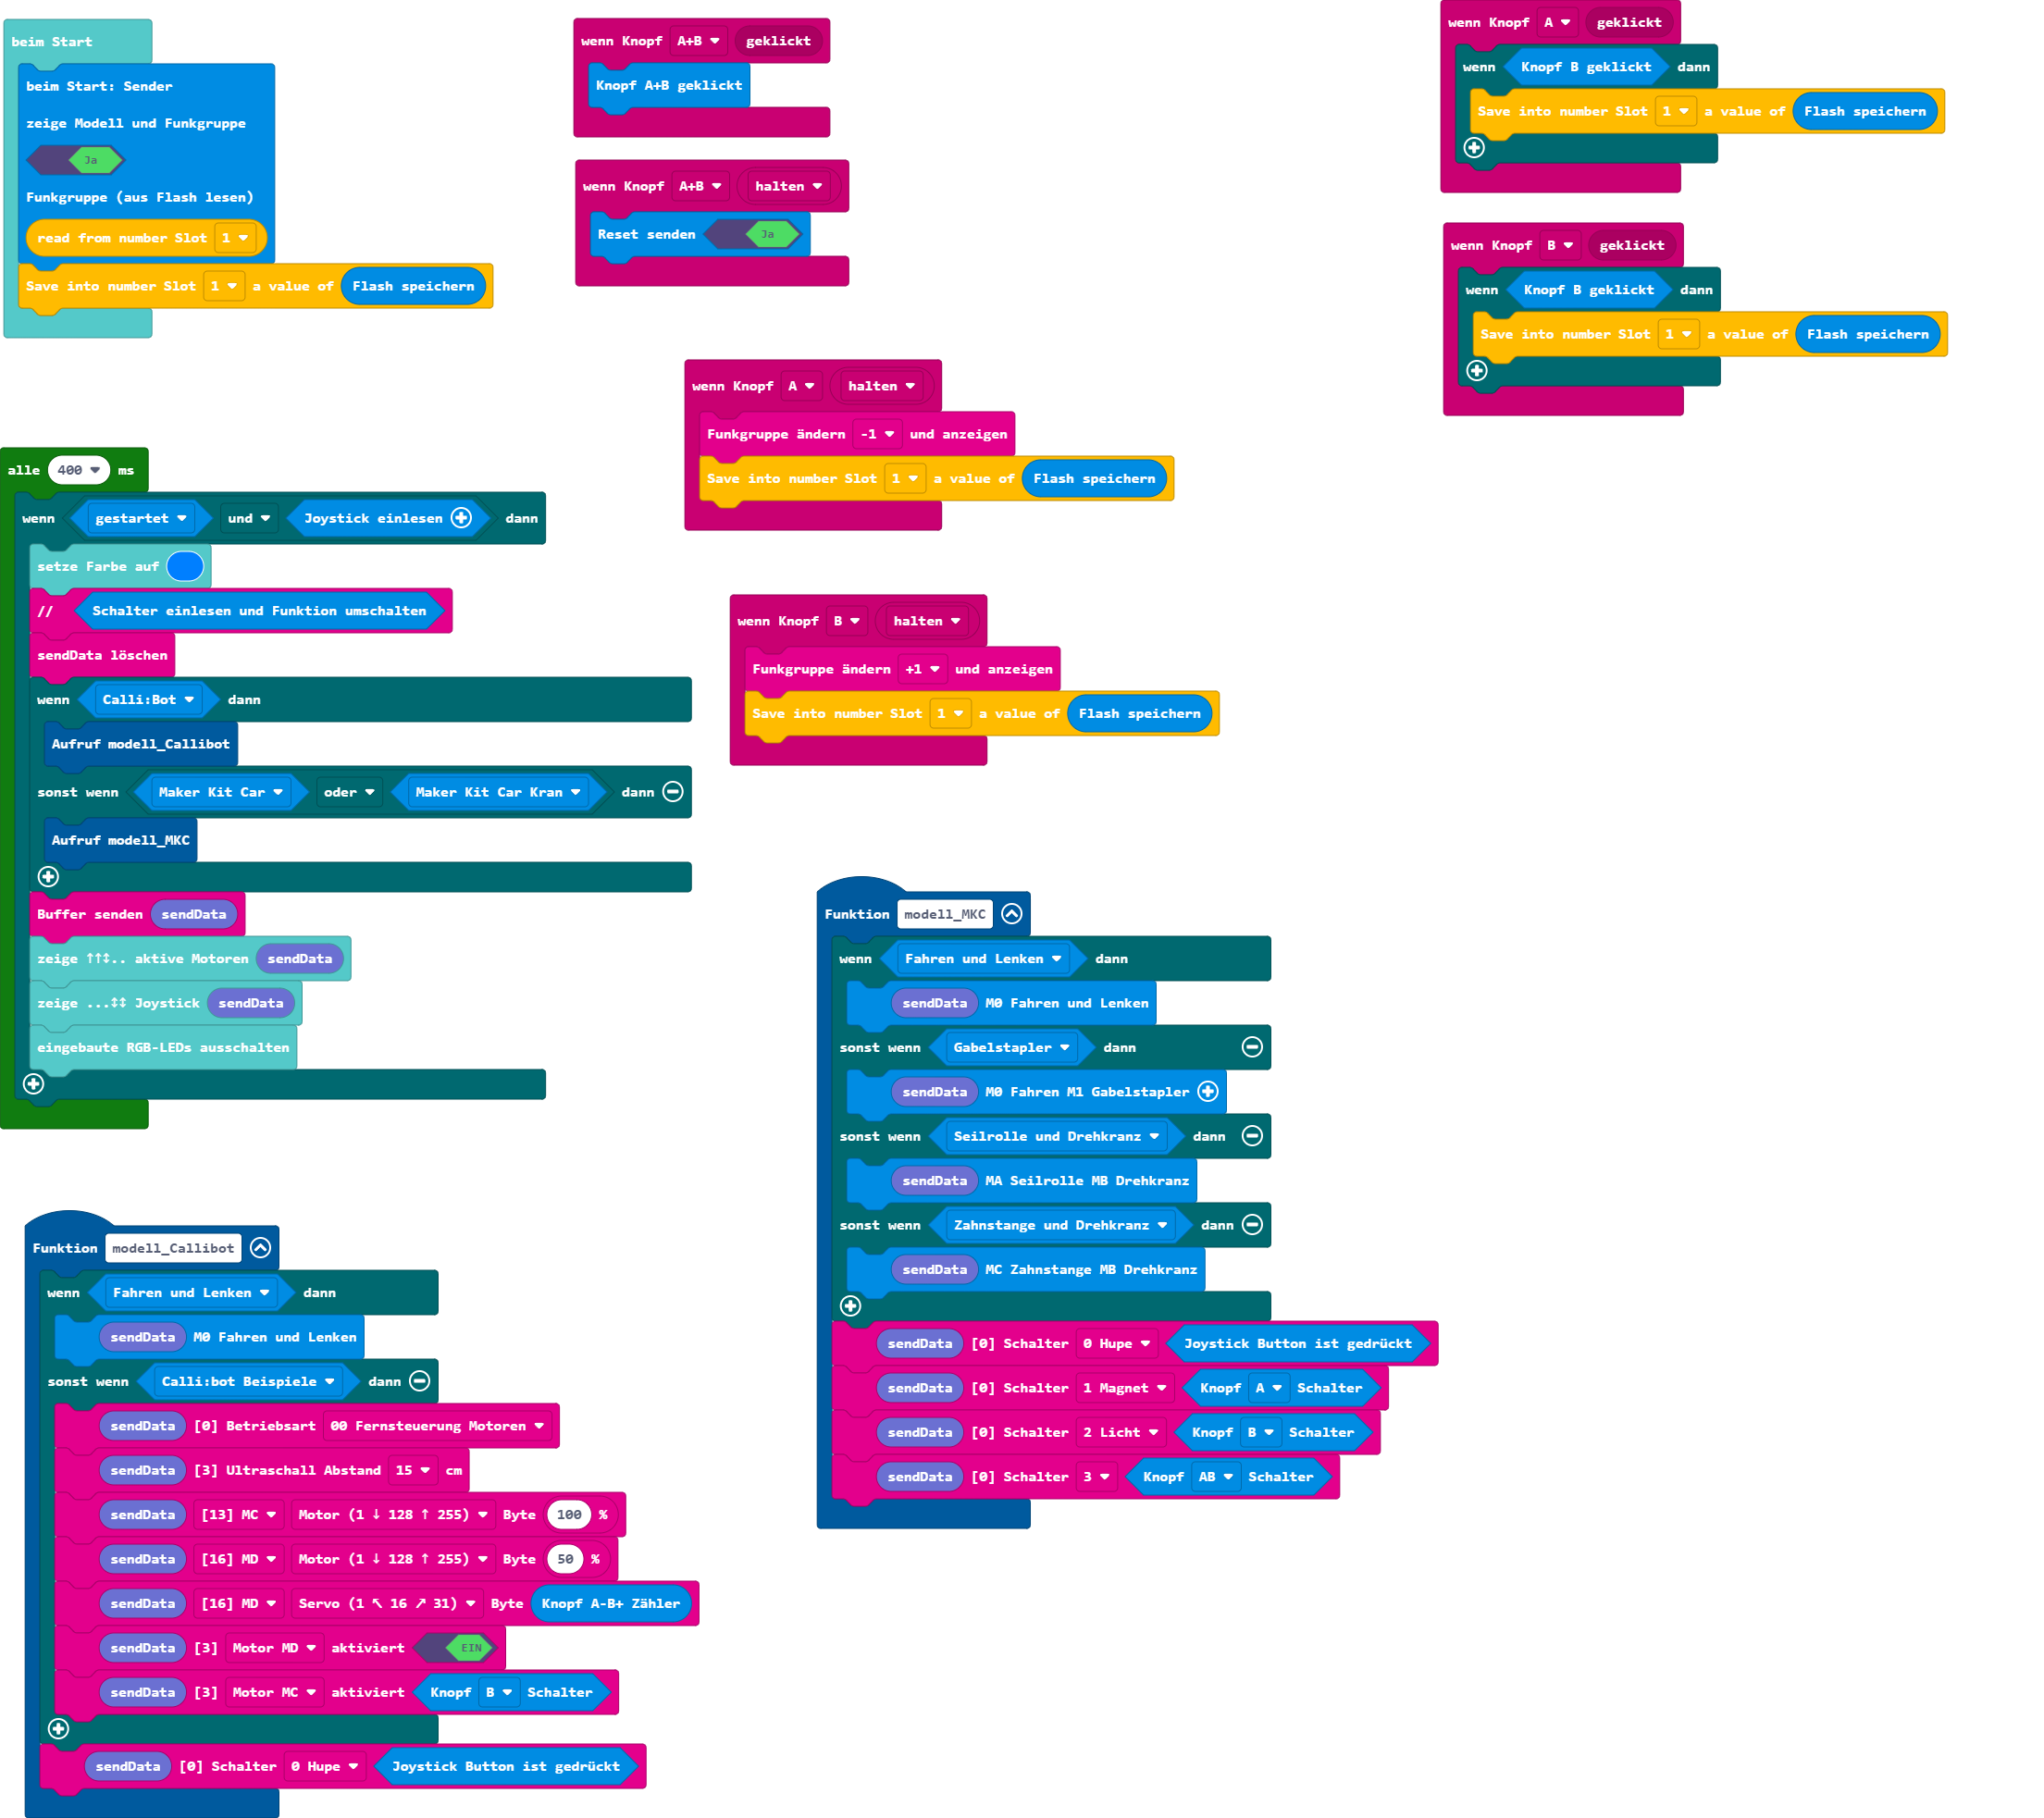 beim Start
beim Start: Sender
zeige Modell und Funkgruppe
Ja
Funkgruppe (aus Flash lesen)
read from number Slot 1
Save into number Slot 1 a value of Flash speichern
wenn Knopf A+B geklickt
Knopf A+B geklickt
wenn Knopf A+B halten
Reset senden Ja
wenn Knopf A geklickt
wenn Knopf B geklickt dann
Save into number Slot 1 a value of Flash speichern
wenn Knopf B geklickt
wenn Knopf B geklickt dann
Save into number Slot 1 a value of Flash speichern
wenn Knopf A halten
Funkgruppe ändern -1 und anzeigen
Save into number Slot 1 a value of Flash speichern
wenn Knopf B halten
Funkgruppe ändern +1 und anzeigen
Save into number Slot 1 a value of Flash speichern
alle 400 ms
wenn gestartet und Joystick einlesen dann
setze Farbe auf
// Schalter einlesen und Funktion umschalten
sendData löschen
wenn Calli:Bot dann
Aufruf modell_Callibot
sonst wenn Maker Kit Car oder Maker Kit Car Kran dann
Aufruf modell_MKC
Buffer senden sendData
zeige ↑↑↕.. aktive Motoren sendData
zeige ...↕↕ Joystick sendData
eingebaute RGB-LEDs ausschalten
Funktion modell_MKC
wenn Fahren und Lenken dann
sendData M0 Fahren und Lenken
sonst wenn Gabelstapler dann
sendData M0 Fahren M1 Gabelstapler
sonst wenn Seilrolle und Drehkranz dann
sendData MA Seilrolle MB Drehkranz
sonst wenn Zahnstange und Drehkranz dann
sendData MC Zahnstange MB Drehkranz
sendData [0] Schalter 0 Hupe Joystick Button ist gedrückt
sendData [0] Schalter 1 Magnet Knopf A Schalter
sendData [0] Schalter 2 Licht Knopf B Schalter
sendData [0] Schalter 3 Knopf AB Schalter
Funktion modell_Callibot
wenn Fahren und Lenken dann
sendData M0 Fahren und Lenken
sonst wenn Calli:bot Beispiele dann
sendData [0] Betriebsart 00 Fernsteuerung Motoren
sendData [3] Ultraschall Abstand 15 cm
sendData [13] MC Motor (1 ↓ 128 ↑ 255) Byte 100 %
sendData [16] MD Motor (1 ↓ 128 ↑ 255) Byte 50 %
sendData [16] MD Servo (1 ↖ 16 ↗ 31) Byte Knopf A-B+ Zähler
sendData [3] Motor MD aktiviert EIN
sendData [3] Motor MC aktiviert Knopf B Schalter
sendData [0] Schalter 0 Hupe Joystick Button ist gedrückt